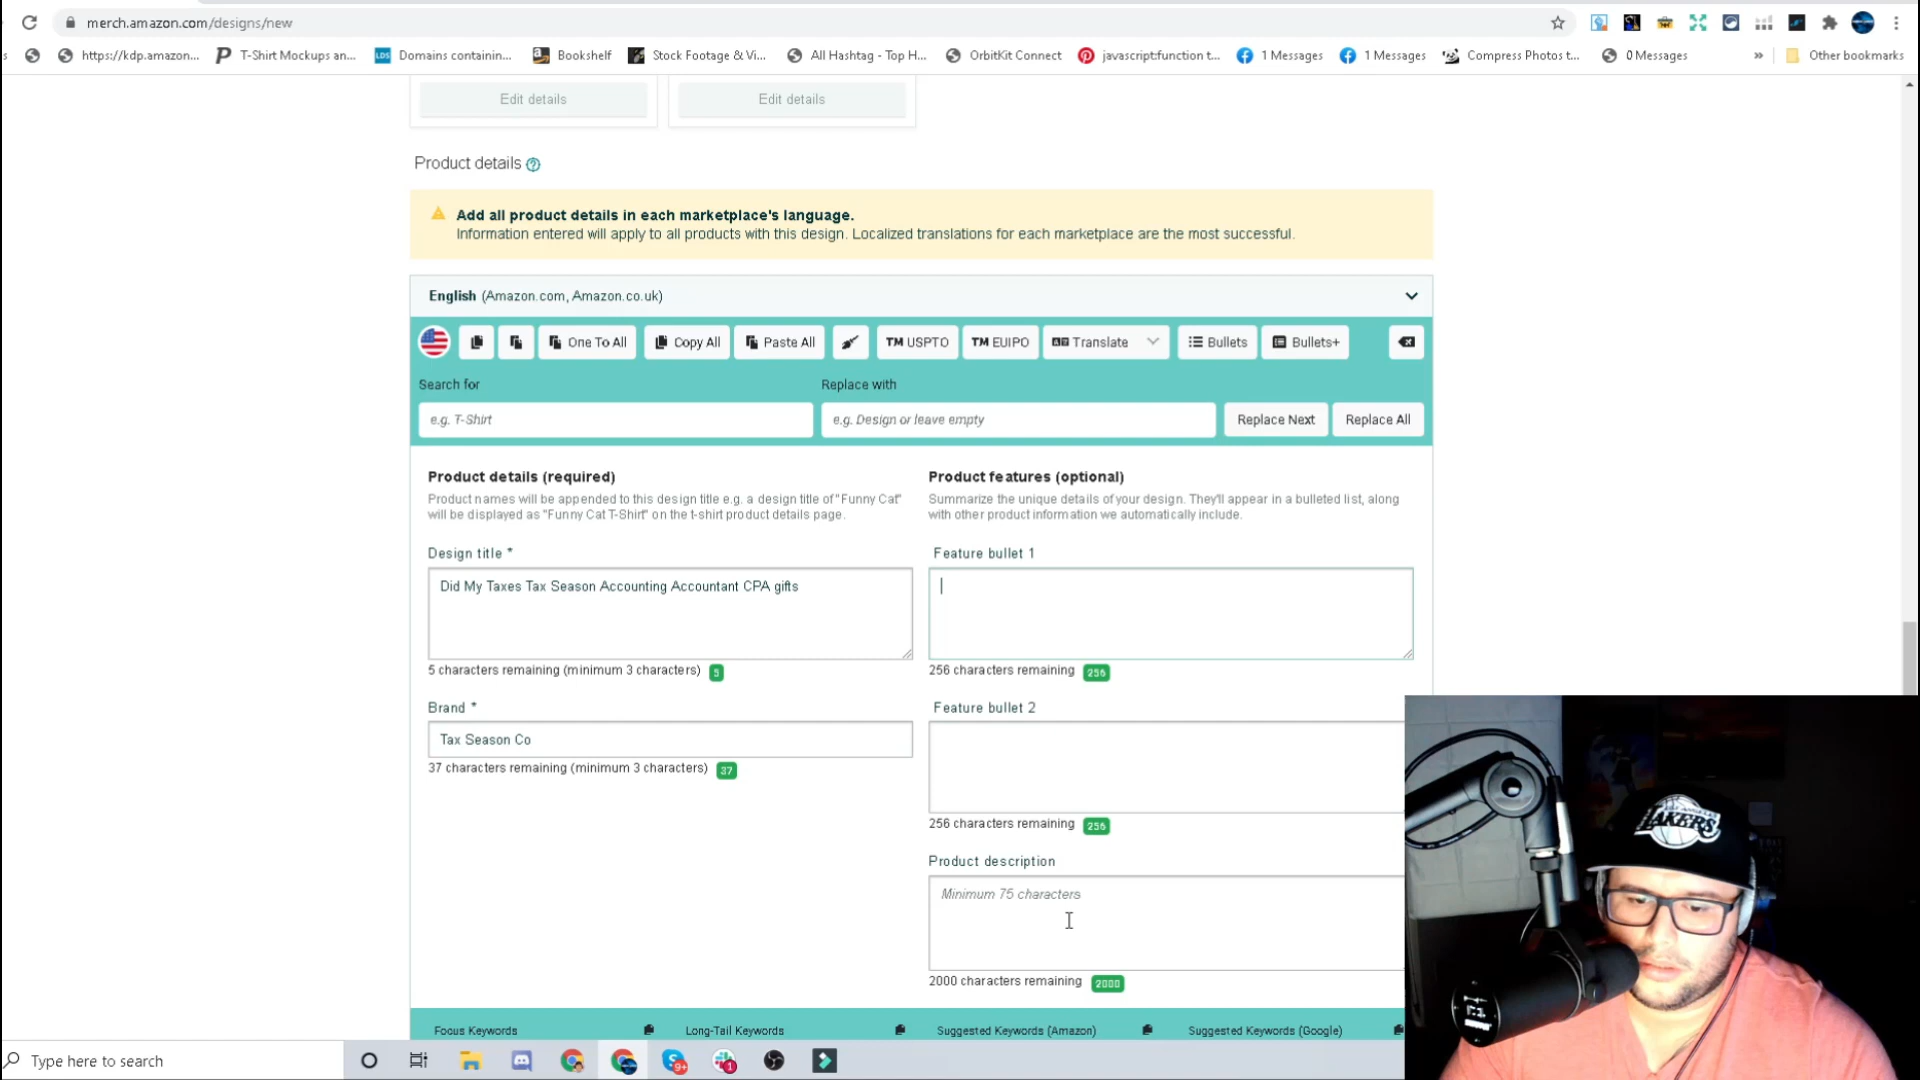 merch.amazon.com/designs/new
s https://kdp.amazon... T-Shirt Mockups an... LDS Domains containin... Bookshelf Stock Footage & Vi... All Hashtag - Top H... OrbitKit Connect javascript:function t... 1 Messages 1 Messages Compress Photos t... 0 Messages » Other bookmarks
Edit details Edit details
Product details
Add all product details in each marketplace's language.
Information entered will apply to all products with this design. Localized translations for each marketplace are the most successful.
English (Amazon.com, Amazon.co.uk)
One To All Copy All Paste All TM USPTO TM EUIPO Translate Bullets Bullets+
Search for Replace with
e.g. T-Shirt e.g. Design or leave empty Replace Next Replace All
Product details (required) Product features (optional)
Product names will be appended to this design title e.g. a design title of "Funny Cat" Summarize the unique details of your design. They'll appear in a bulleted list, along
will be displayed as "Funny Cat T-Shirt" on the t-shirt product details page. with other product information we automatically include.
Design title * Feature bullet 1
Did My Taxes Tax Season Accounting Accountant CPA gifts
5 characters remaining (minimum 3 characters) 5 256 characters remaining 256
Brand * Feature bullet 2
Tax Season Co
37 characters remaining (minimum 3 characters) 37
256 characters remaining 256
LAKERS
Product description
Minimum 75 characters
2000 characters remaining 2000
Focus Keywords Long-Tail Keywords Suggested Keywords (Amazon) Suggested Keywords (Google)
Type here to search 9+ 1